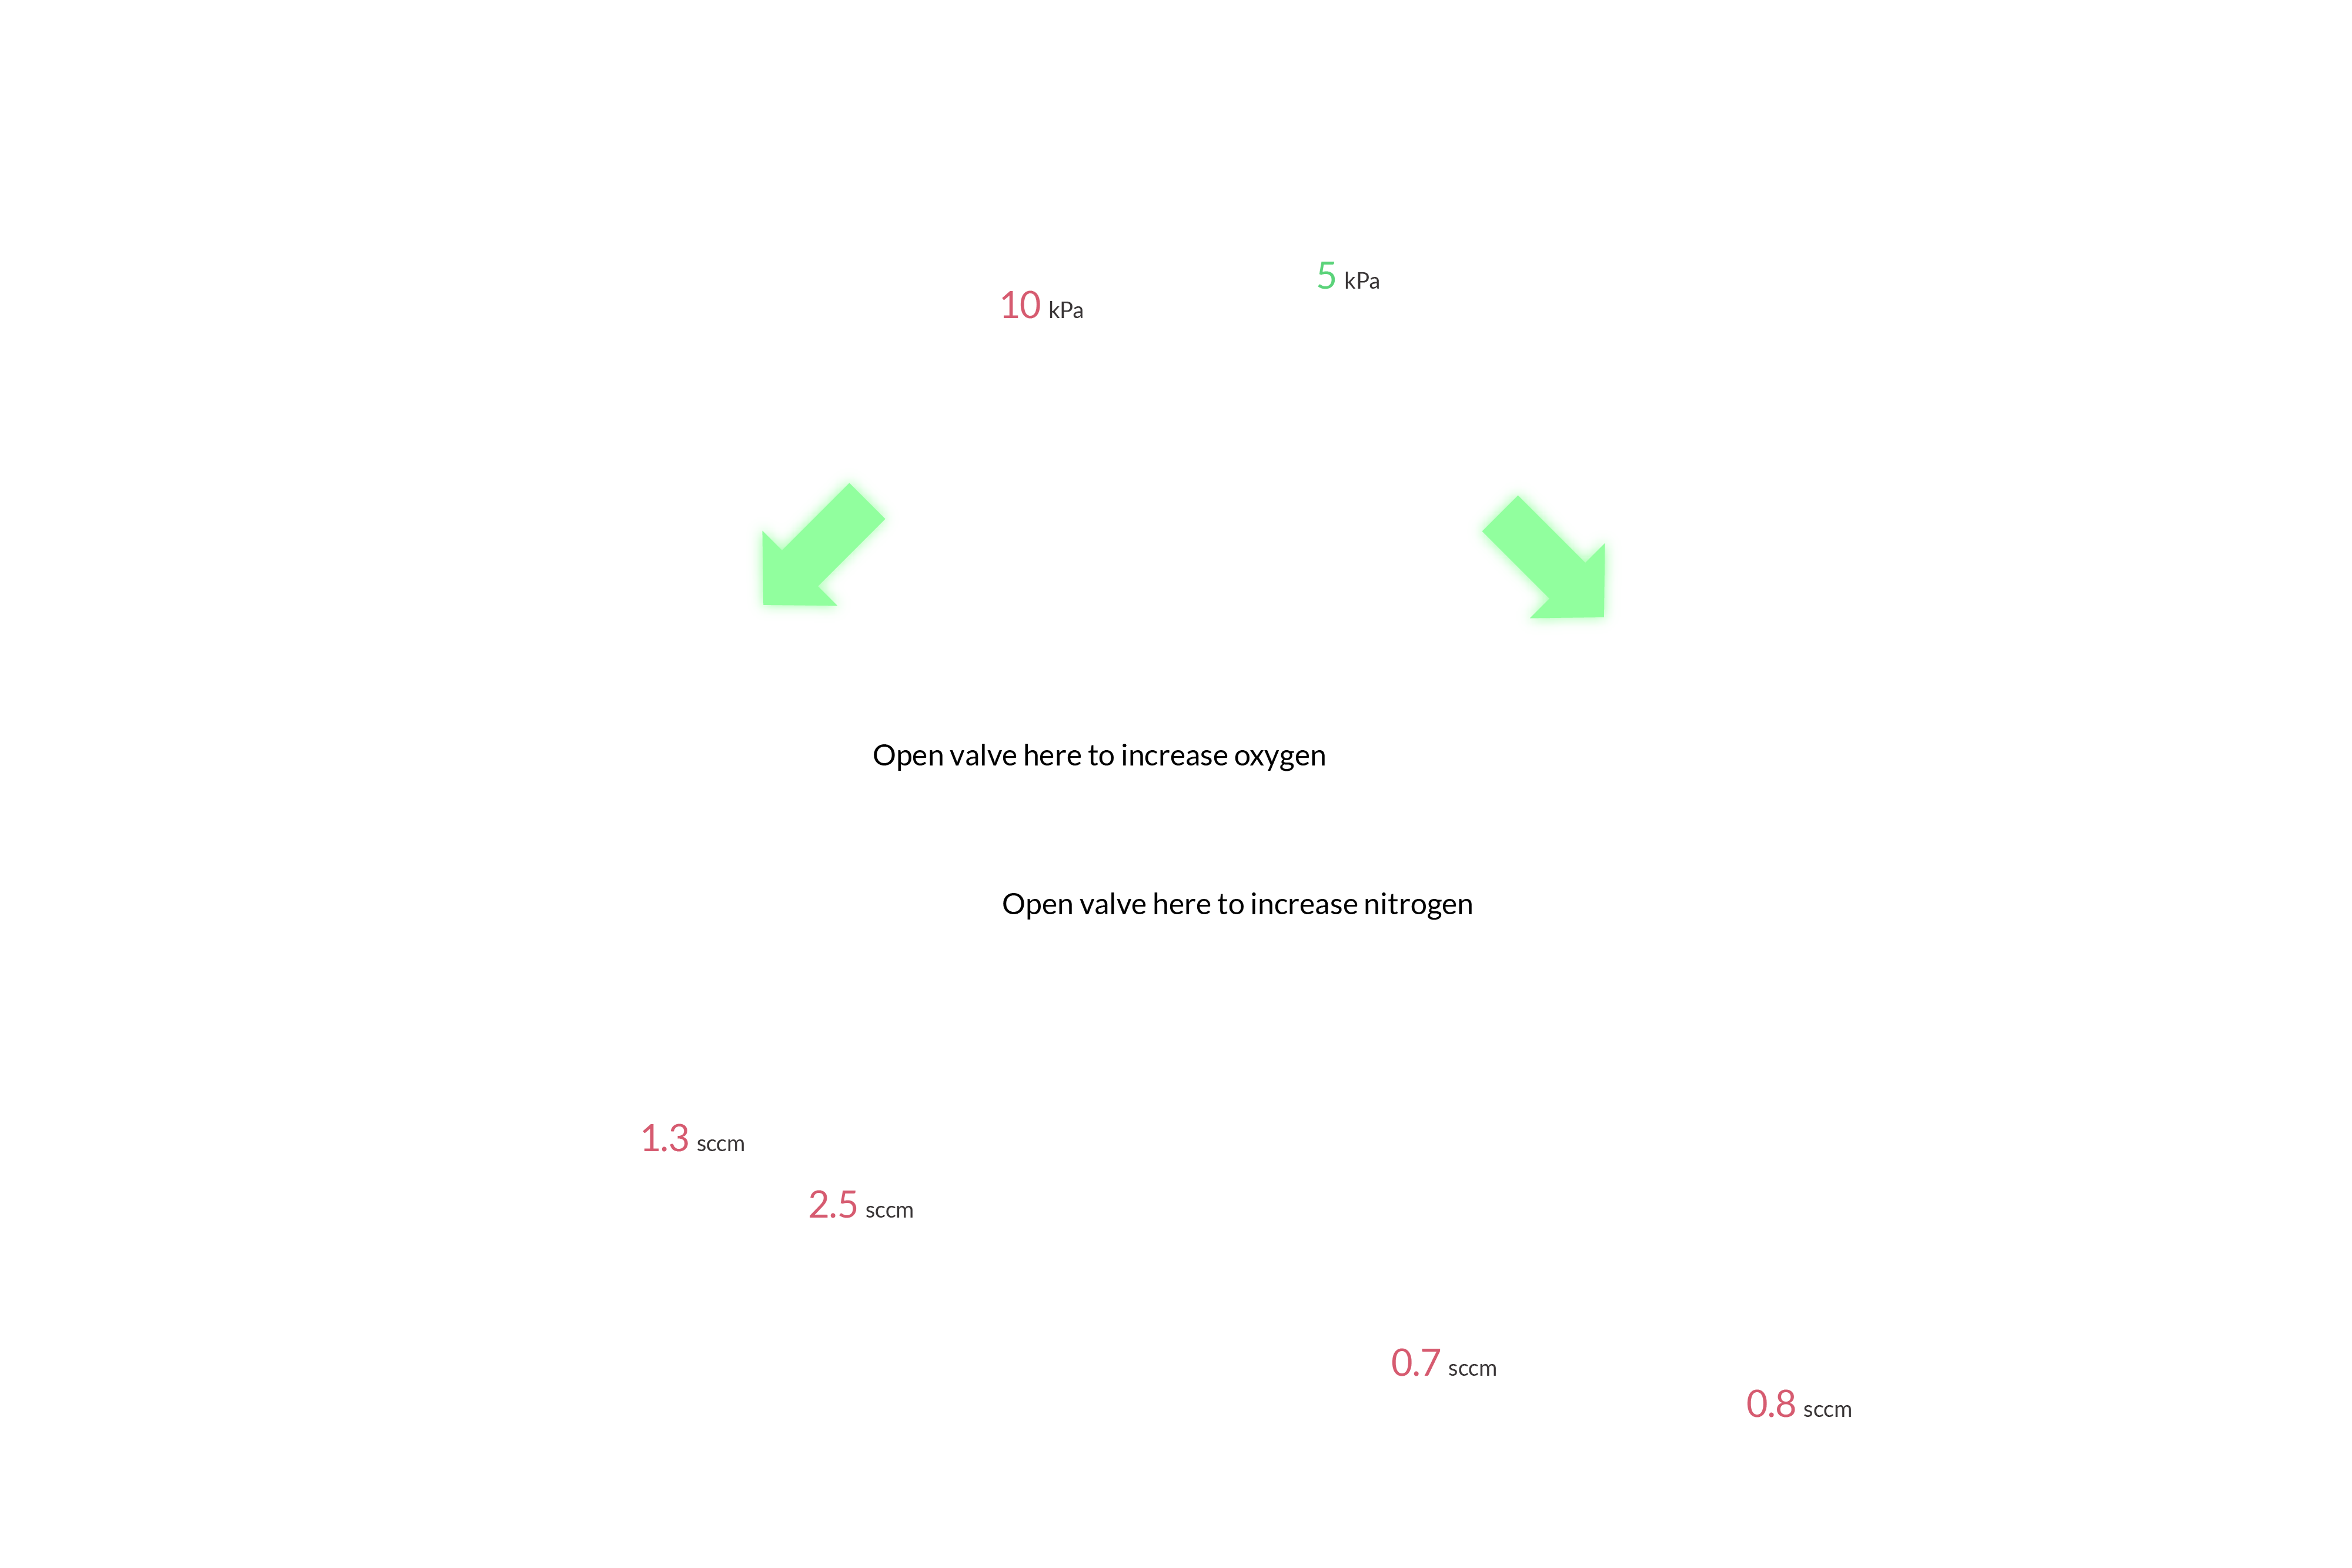 5 kPa
10 kPa
Open valve here to increase oxygen
Open valve here to increase nitrogen
1.3 sccm
2.5 sccm
0.7 sccm
0.8 sccm